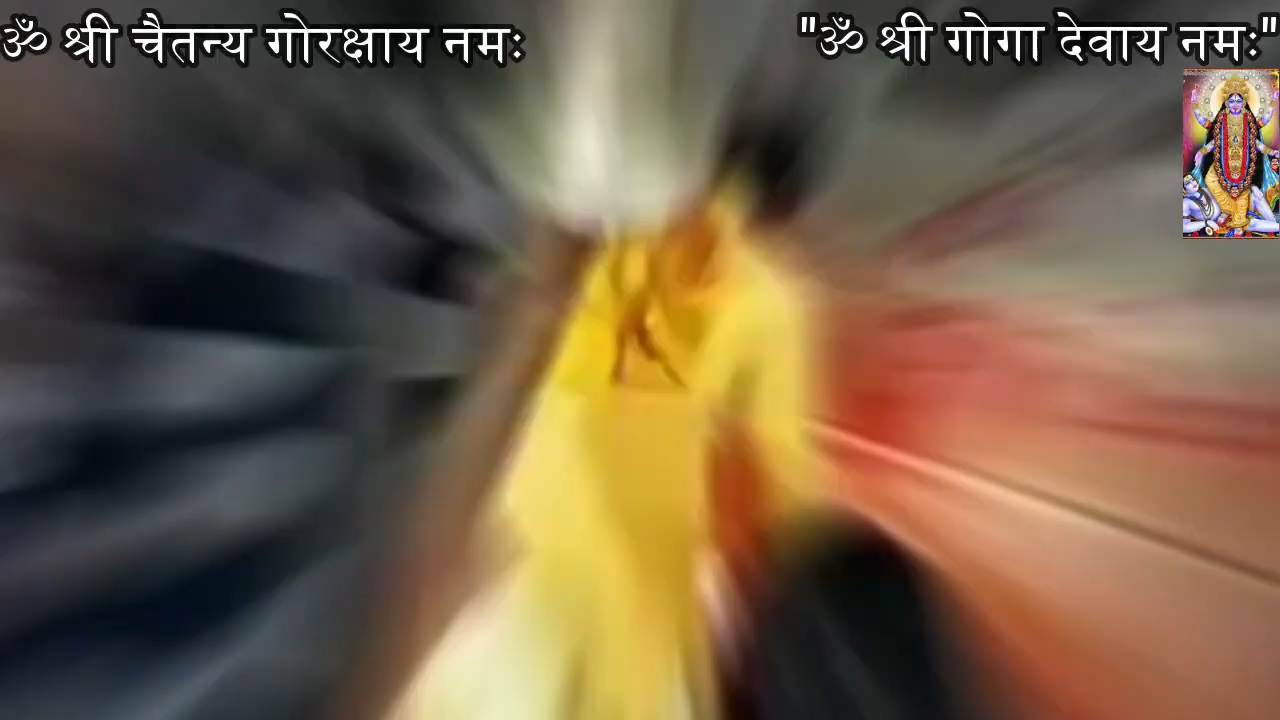 ॐ श्री चैतन्य गोरक्षाय नमः
"ॐ श्री गोगा देवाय नमः"